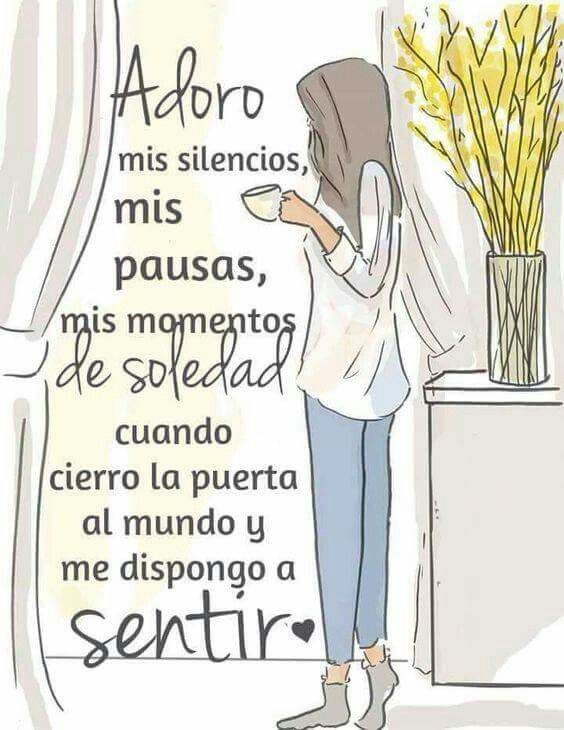 Adoro
mis silencios,
mis
pausas,
mis momentos
de soledad
cuando
cierro la puerta
al mundo y
me dispongo a
sentir